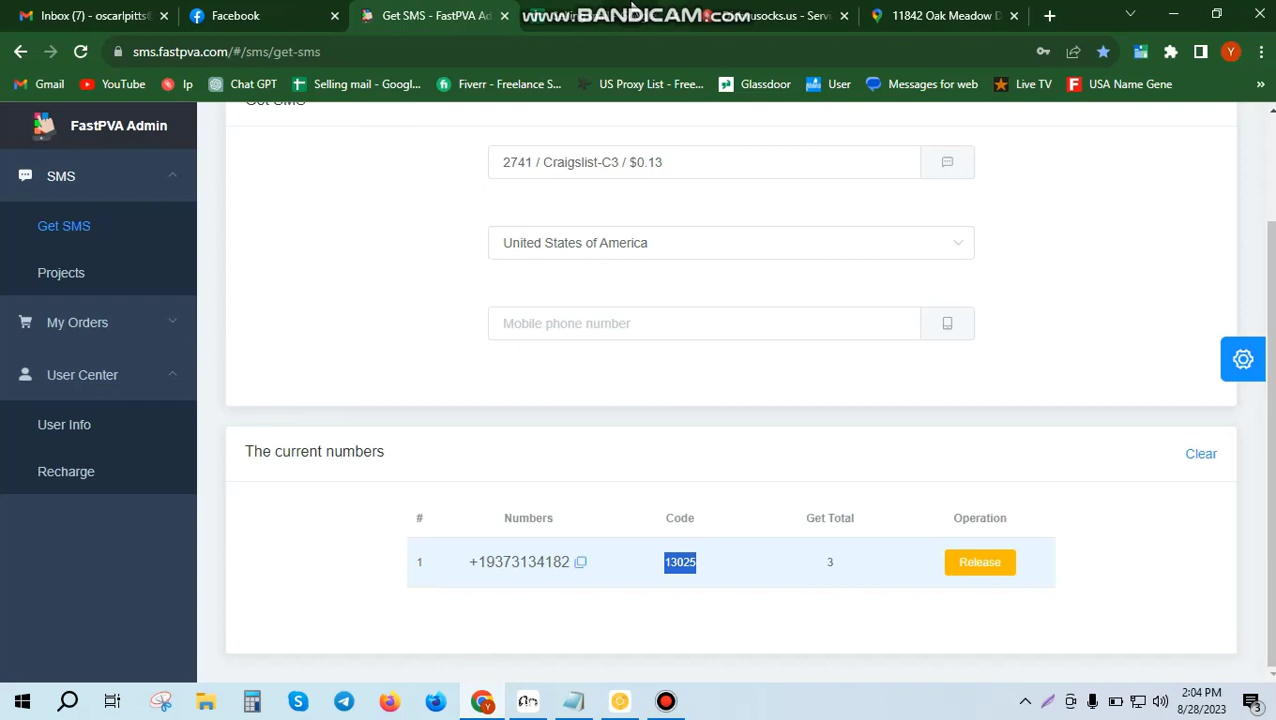 Inbox (7) - oscarpitts@
Facebook
Get SMS - FastPVA Ad
www.BANDICAM.com
usocks.us - Servi
11842 Oak Meadow D
sms.fastpva.com/#/sms/get-sms
Y
Gmail
YouTube
Ip
Chat GPT
Selling mail - Googl...
Fiverr - Freelance S...
US Proxy List - Free...
Glassdoor
User
Messages for web
Live TV
USA Name Gene
»
FastPVA Admin
SMS
Get SMS
Projects
My Orders
User Center
User Info
Recharge
Get SMS
2741 / Craigslist-C3 / $0.13
United States of America
Mobile phone number
The current numbers
Clear
# Numbers Code Get Total Operation
1 +19373134182 13025 3 Release
2:04 PM
8/28/2023
3